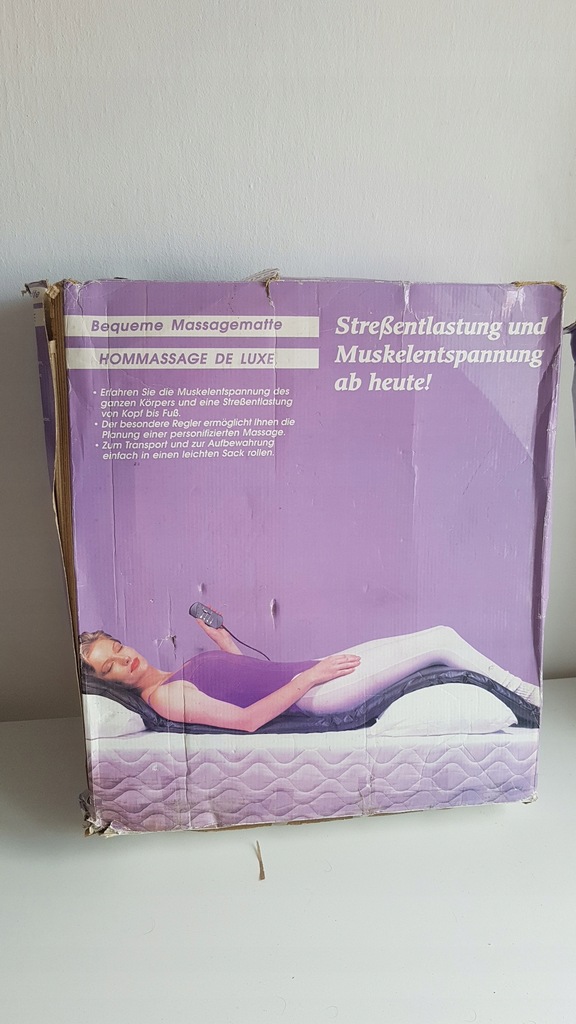 Bequeme Massagematte
HOMMASSAGE DE LUXE
• Erfahren Sie die Muskelentspannung des
ganzen Körpers und eine Streßentlastung
von Kopf bis Fuß.
• Der besondere Regler ermöglicht Ihnen die
Planung einer personifizierten Massage.
• Zum Transport und zur Aufbewahrung
einfach in einen leichten Sack rollen.
Streßentlastung und
Muskelentspannung
ab heute!